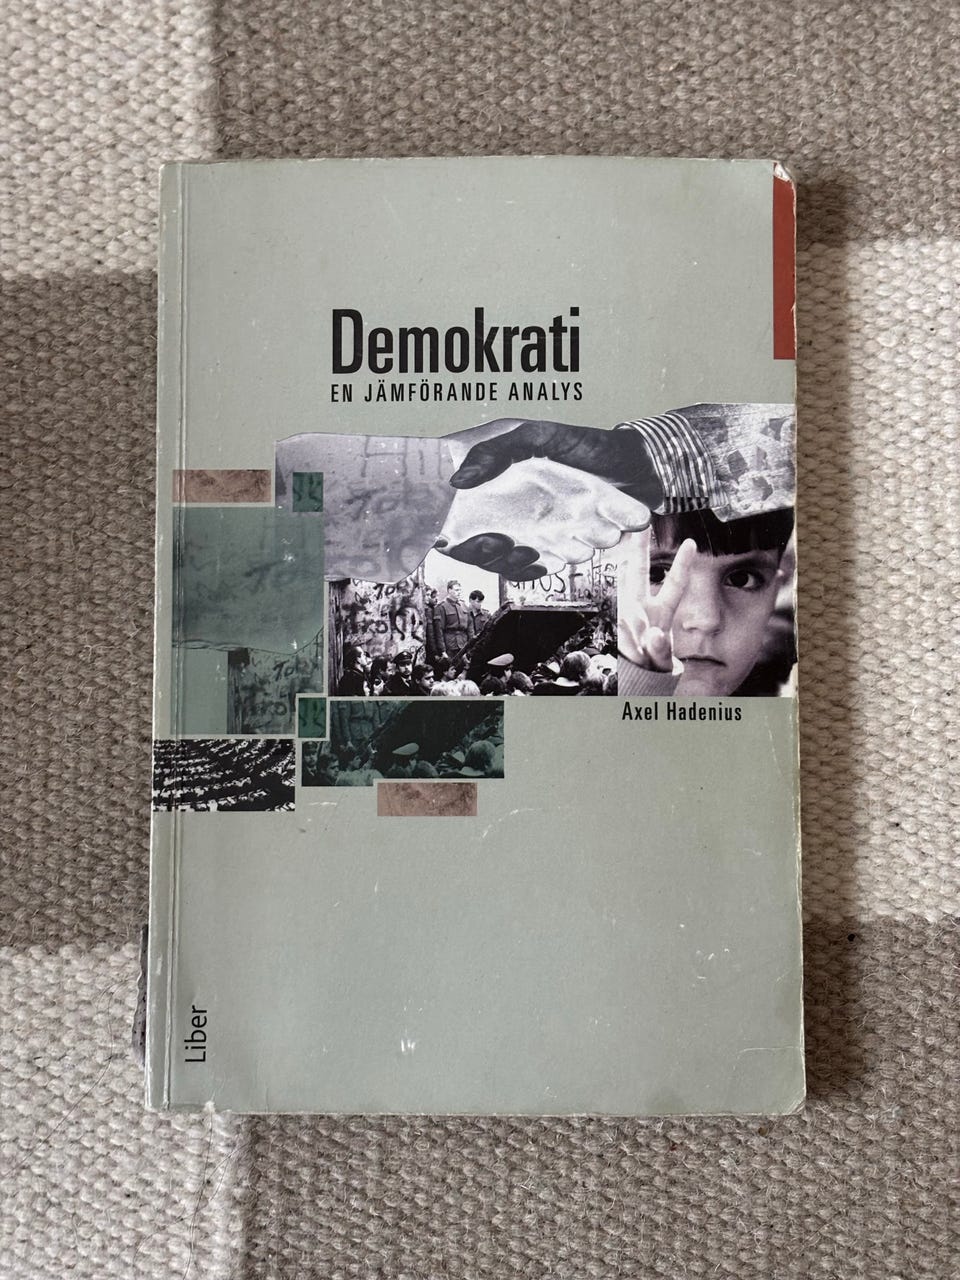 Demokrati
EN JÄMFÖRANDE ANALYS
Axel Hadenius
Liber